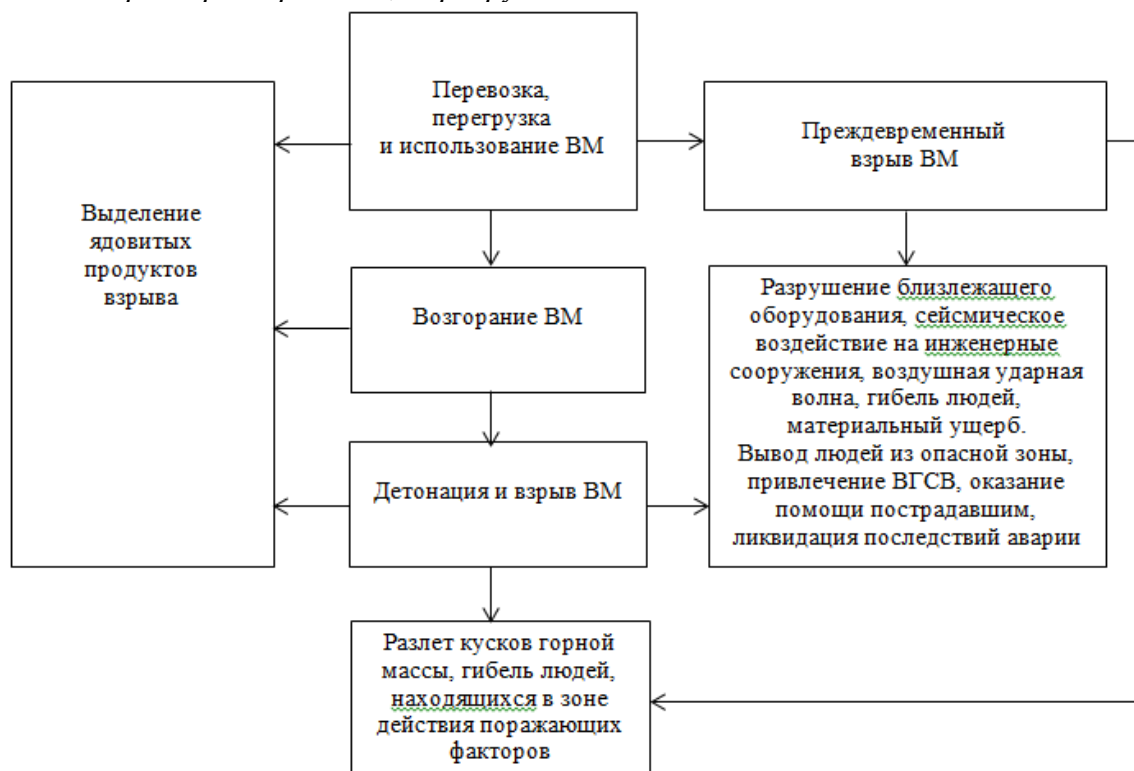 Перевозка,
перегрузка
и использование ВМ
Преждевременный
взрыв ВМ
Выделение
ядовитых
продуктов
взрыва
Возгорание ВМ
Разрушение близлежащего
оборудования, сейсмическое
воздействие на инженерные
сооружения, воздушная ударная
волна, гибель людей,
материальный ущерб.
Вывод людей из опасной зоны,
привлечение ВГСВ, оказание
помощи пострадавшим,
ликвидация последствий аварии
Детонация и взрыв ВМ
Разлет кусков горной
массы, гибель людей,
находящихся в зоне
действия поражающих
факторов